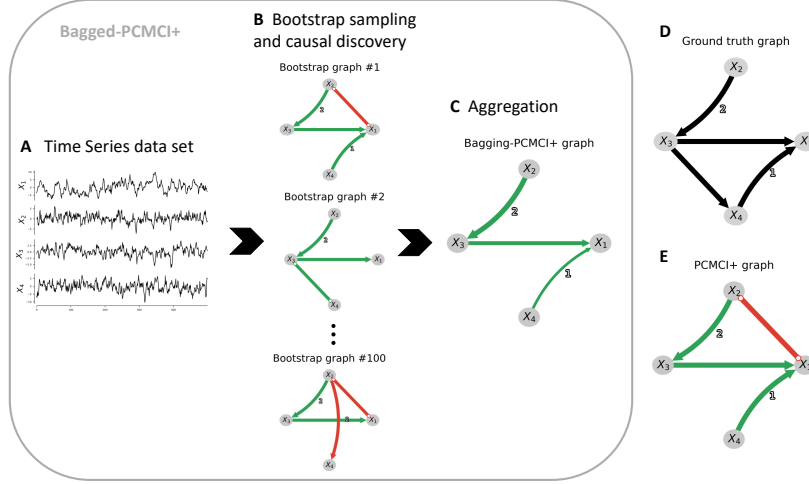 Bagged-PCMCI+
A Time Series data set
X1
X2
X3
X4
B Bootstrap sampling
and causal discovery
Bootstrap graph #1
X2
2
X3
X1
1
X4
Bootstrap graph #2
X2
2
X3
X1
X4
Bootstrap graph #100
X2
2
X3
2
X1
X4
C Aggregation
Bagging-PCMCI+ graph
X2
2
X3
X1
1
X4
D
Ground truth graph
X2
2
X3
X
1
X4
E
PCMCI+ graph
X2
2
X3
X
1
X4